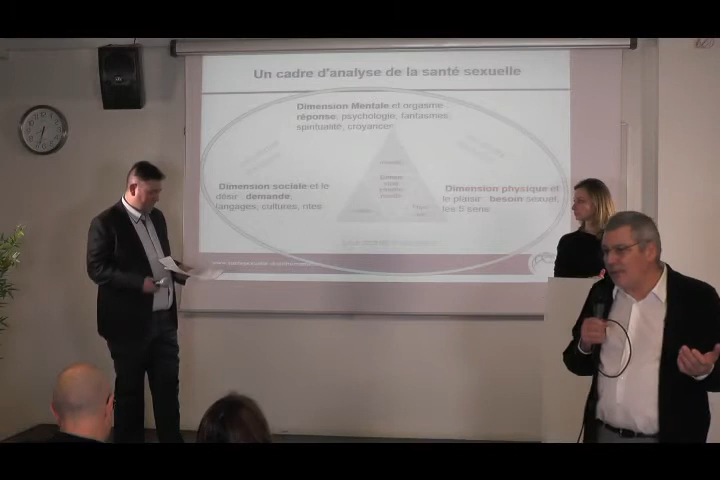 Un cadre d'analyse de la santé sexuelle
Dimension Mentale et orgasme
réponse: psychologie, fantasmes,
spiritualité, croyances
Dimension sociale et le
désir : demande:
langages, cultures, rites
Dimension physique et
le plaisir : besoin sexuel,
les 5 sens